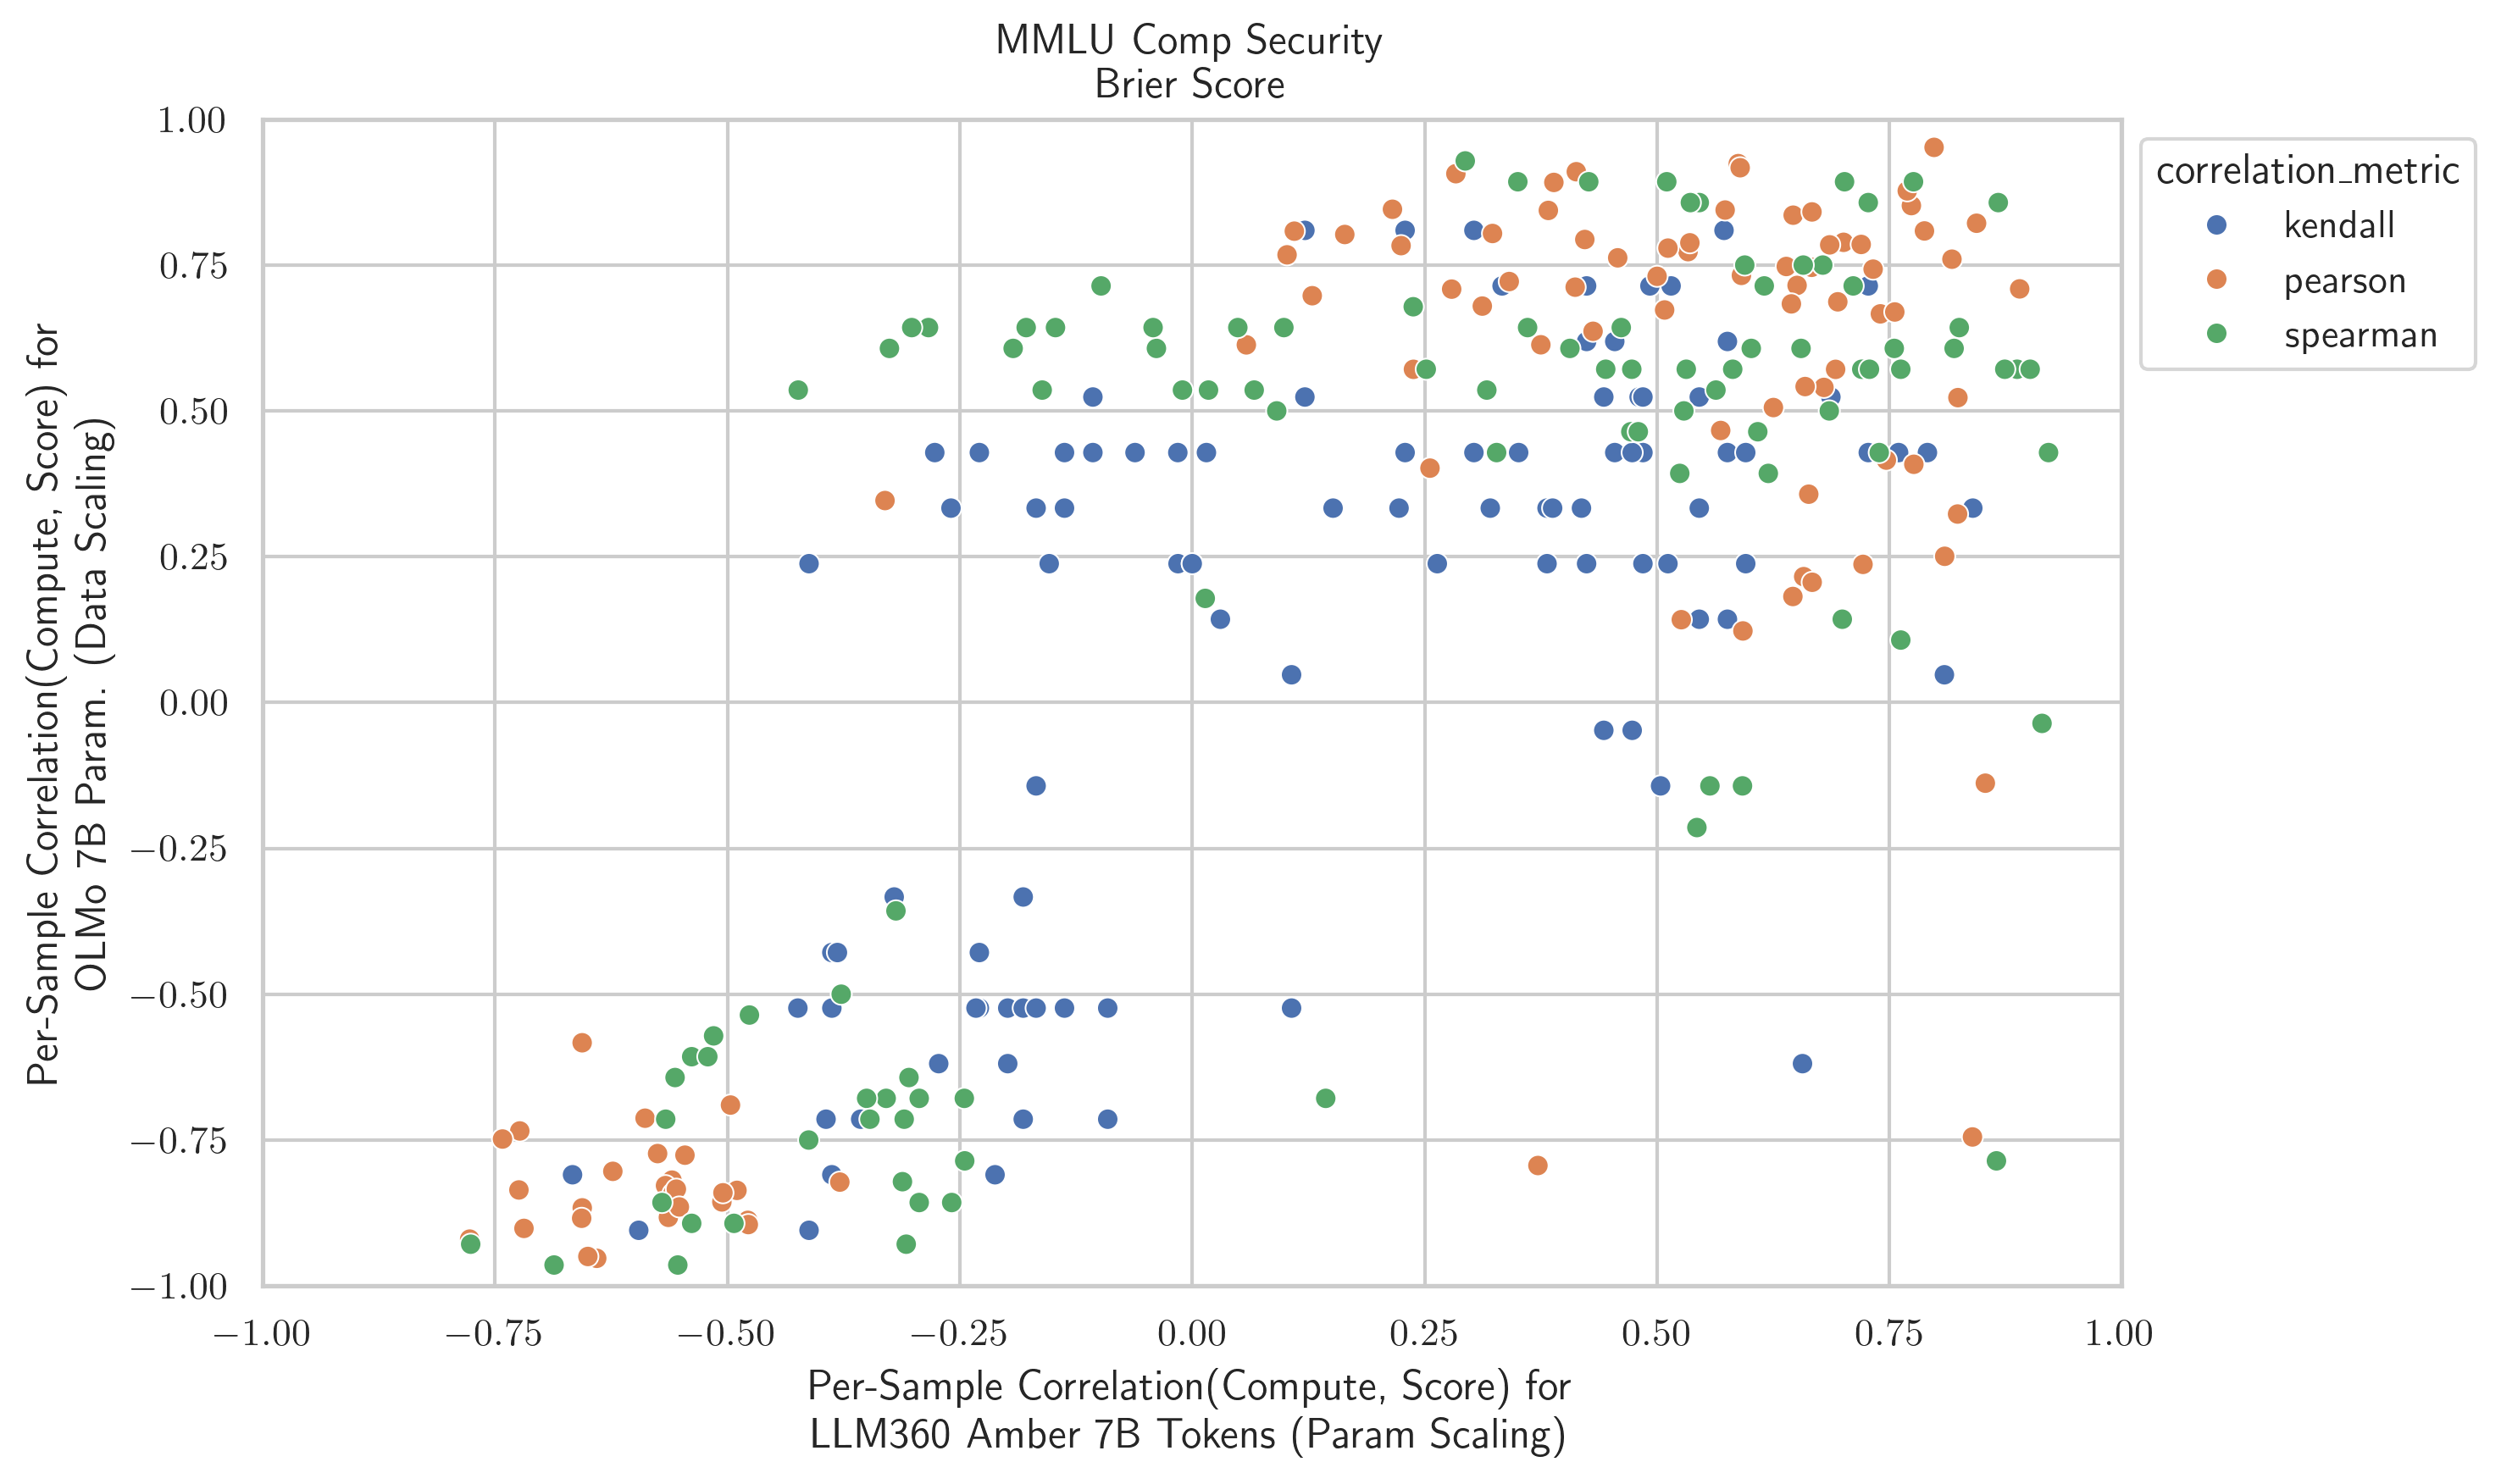 MMLU Comp Security
Brier Score
Per-Sample Correlation(Compute, Score) for
OLMo 7B Param. (Data Scaling)
1.00
0.75
0.50
0.25
0.00
−0.25
−0.50
−0.75
−1.00
−1.00 −0.75 −0.50 −0.25 0.00 0.25 0.50 0.75 1.00
Per-Sample Correlation(Compute, Score) for
LLM360 Amber 7B Tokens (Param Scaling)
correlation_metric
kendall
pearson
spearman